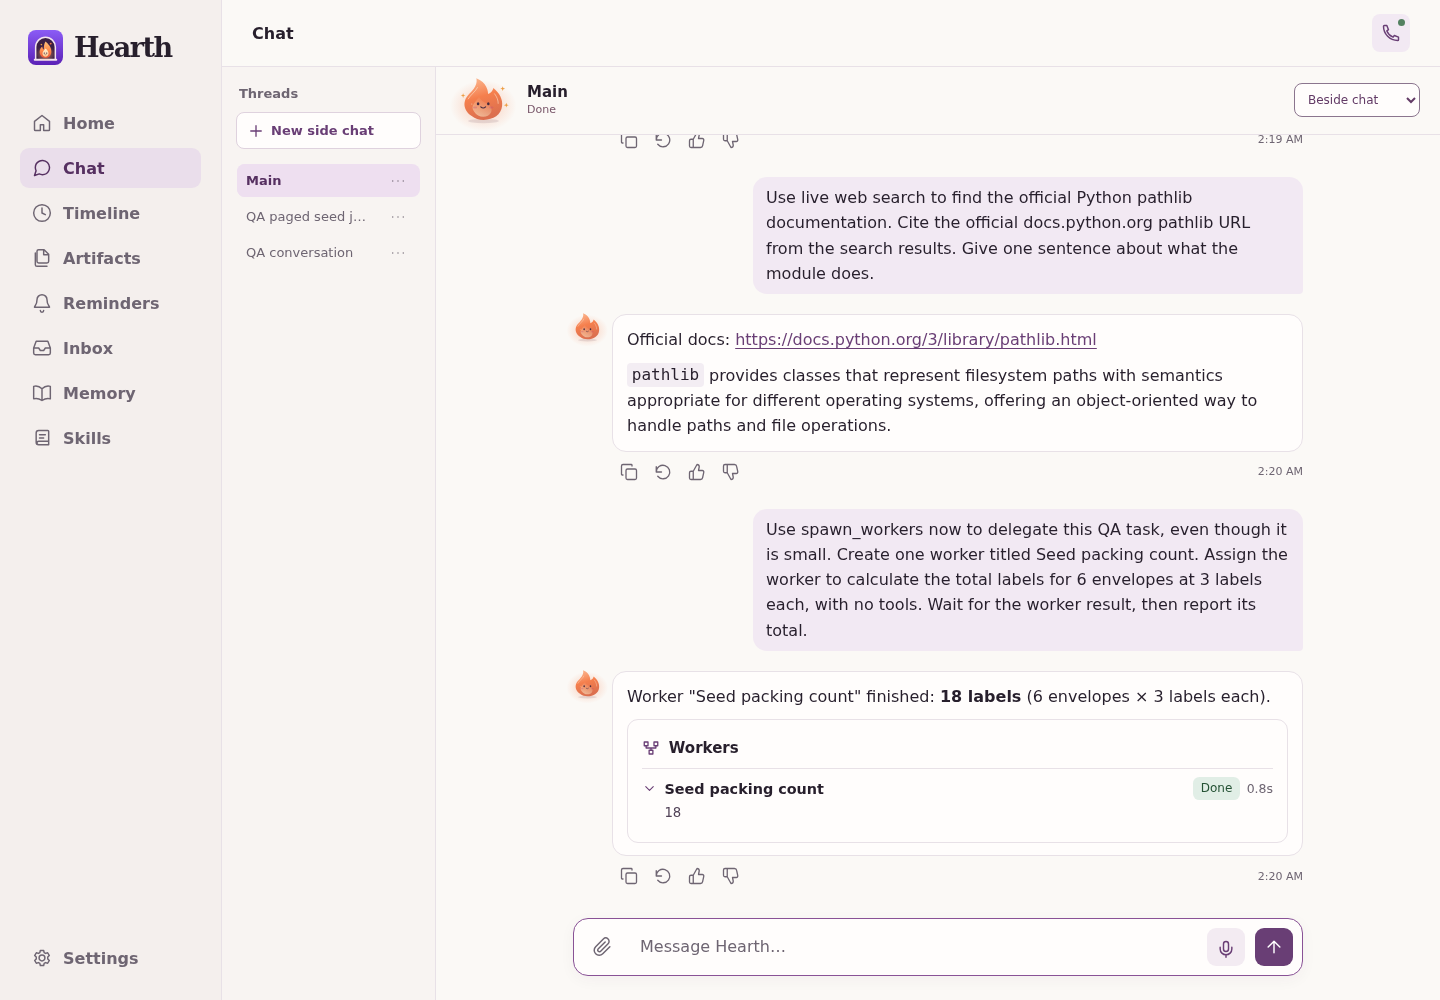 Hearth
Home
Chat
Timeline
Artifacts
Reminders
Inbox
Memory
Skills
Settings
Chat
Threads
New side chat
Main
QA paged seed j...
QA conversation
Main
Done
Beside chat
2:19 AM
Use live web search to find the official Python pathlib
documentation. Cite the official docs.python.org pathlib URL
from the search results. Give one sentence about what the
module does.
Official docs: https://docs.python.org/3/library/pathlib.html
pathlib provides classes that represent filesystem paths with semantics
appropriate for different operating systems, offering an object-oriented way to
handle paths and file operations.
2:20 AM
Use spawn_workers now to delegate this QA task, even though it
is small. Create one worker titled Seed packing count. Assign the
worker to calculate the total labels for 6 envelopes at 3 labels
each, with no tools. Wait for the worker result, then report its
total.
Worker "Seed packing count" finished: 18 labels (6 envelopes × 3 labels each).
Workers
Seed packing count Done 0.8s
18
2:20 AM
Message Hearth...